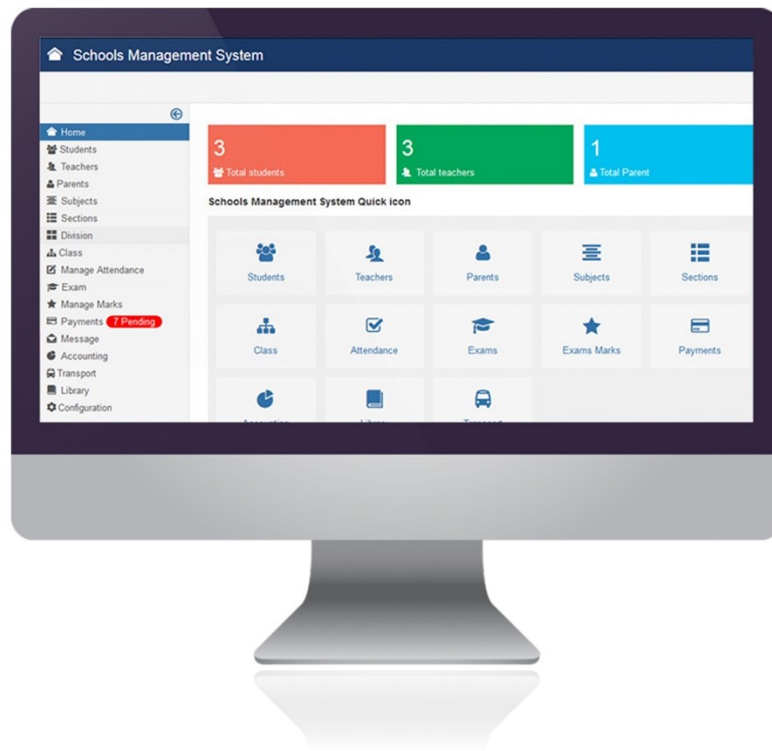 Schools Management System
Home
Students
Teachers
Parents
Subjects
Sections
Division
Class
Manage Attendance
Exam
Manage Marks
Payments 7 Pending
Message
Accounting
Transport
Library
Configuration
3
Total students
3
Total teachers
1
Total Parent
Schools Management System Quick icon
Students
Teachers
Parents
Subjects
Sections
Class
Attendance
Exams
Exams Marks
Payments